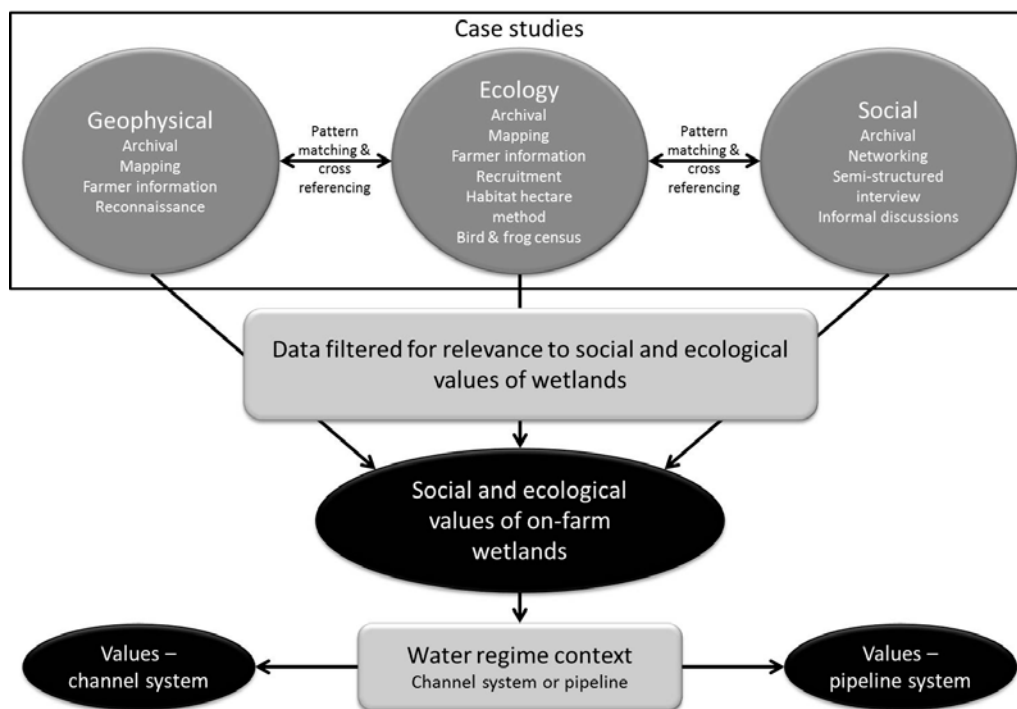 Case studies
Geophysical
Archival
Mapping
Farmer information
Reconnaissance
Pattern
matching &
cross
referencing
Ecology
Archival
Mapping
Farmer information
Recruitment
Habitat hectare
method
Bird & frog census
Pattern
matching &
cross
referencing
Social
Archival
Networking
Semi-structured
interview
Informal discussions
Data filtered for relevance to social and ecological
values of wetlands
Social and ecological
values of on-farm
wetlands
Values –
channel system
Water regime context
Channel system or pipeline
Values –
pipeline system